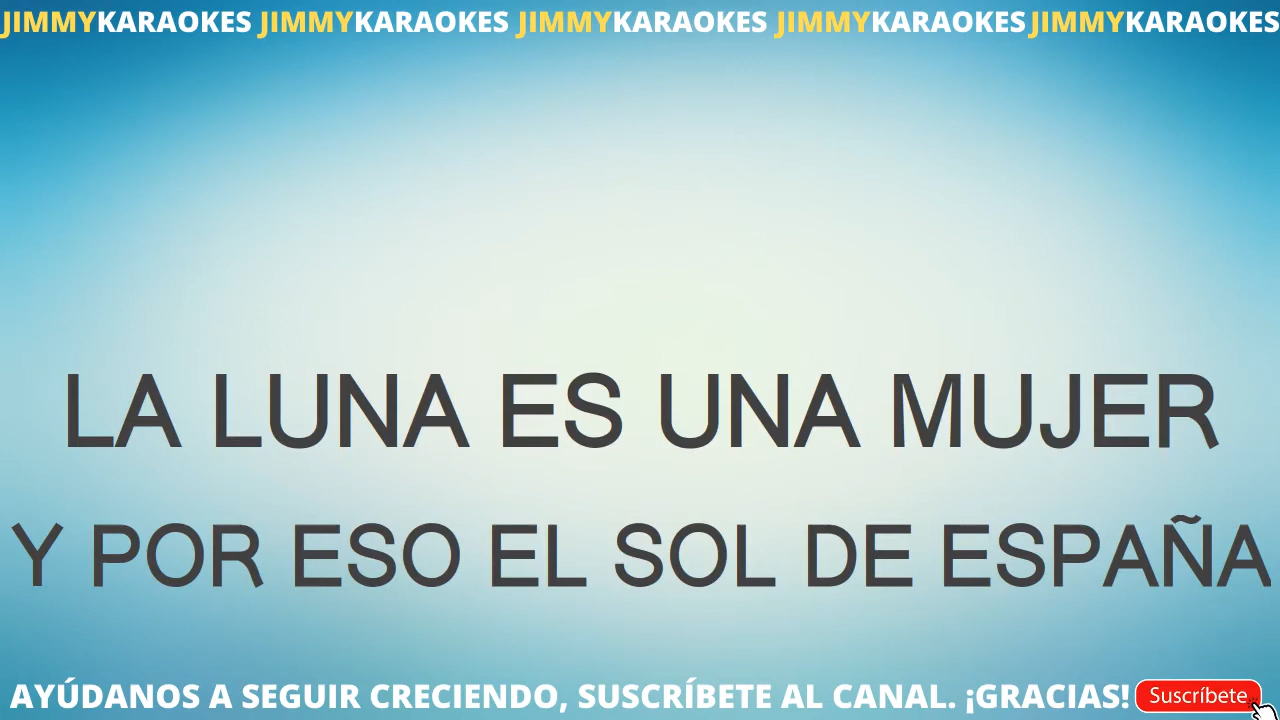 JIMMYKARAOKES JIMMYKARAOKES JIMMYKARAOKES JIMMYKARAOKES JIMMYKARAOKES
LA LUNA ES UNA MUJER
Y POR ESO EL SOL DE ESPAÑA
AYÚDANOS A SEGUIR CRECIENDO, SUSCRÍBETE AL CANAL. ¡GRACIAS! Suscríbete